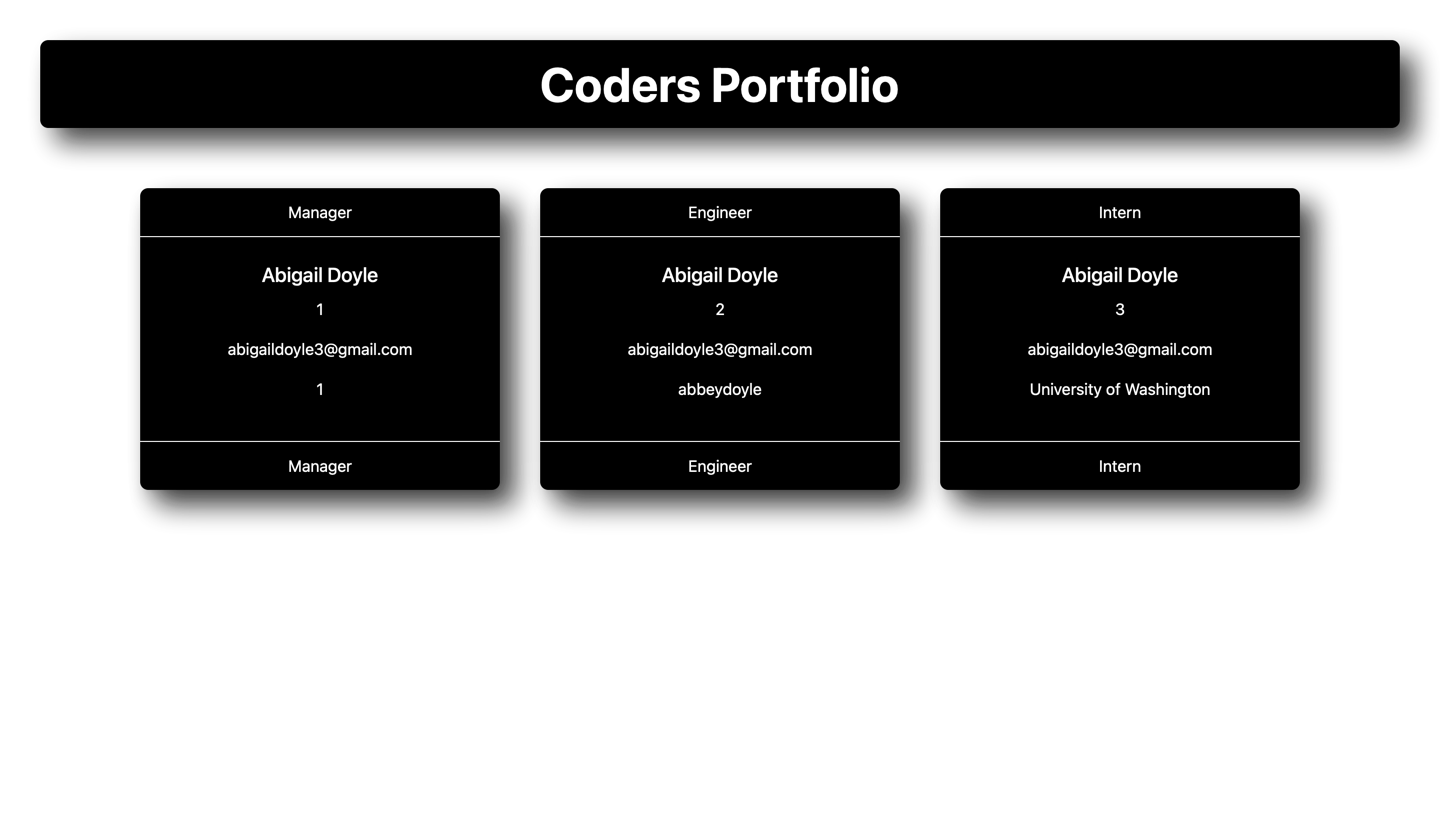 Coders Portfolio
Manager
Abigail Doyle
1
abigaildoyle3@gmail.com
1
Manager
Engineer
Abigail Doyle
2
abigaildoyle3@gmail.com
abbeydoyle
Engineer
Intern
Abigail Doyle
3
abigaildoyle3@gmail.com
University of Washington
Intern